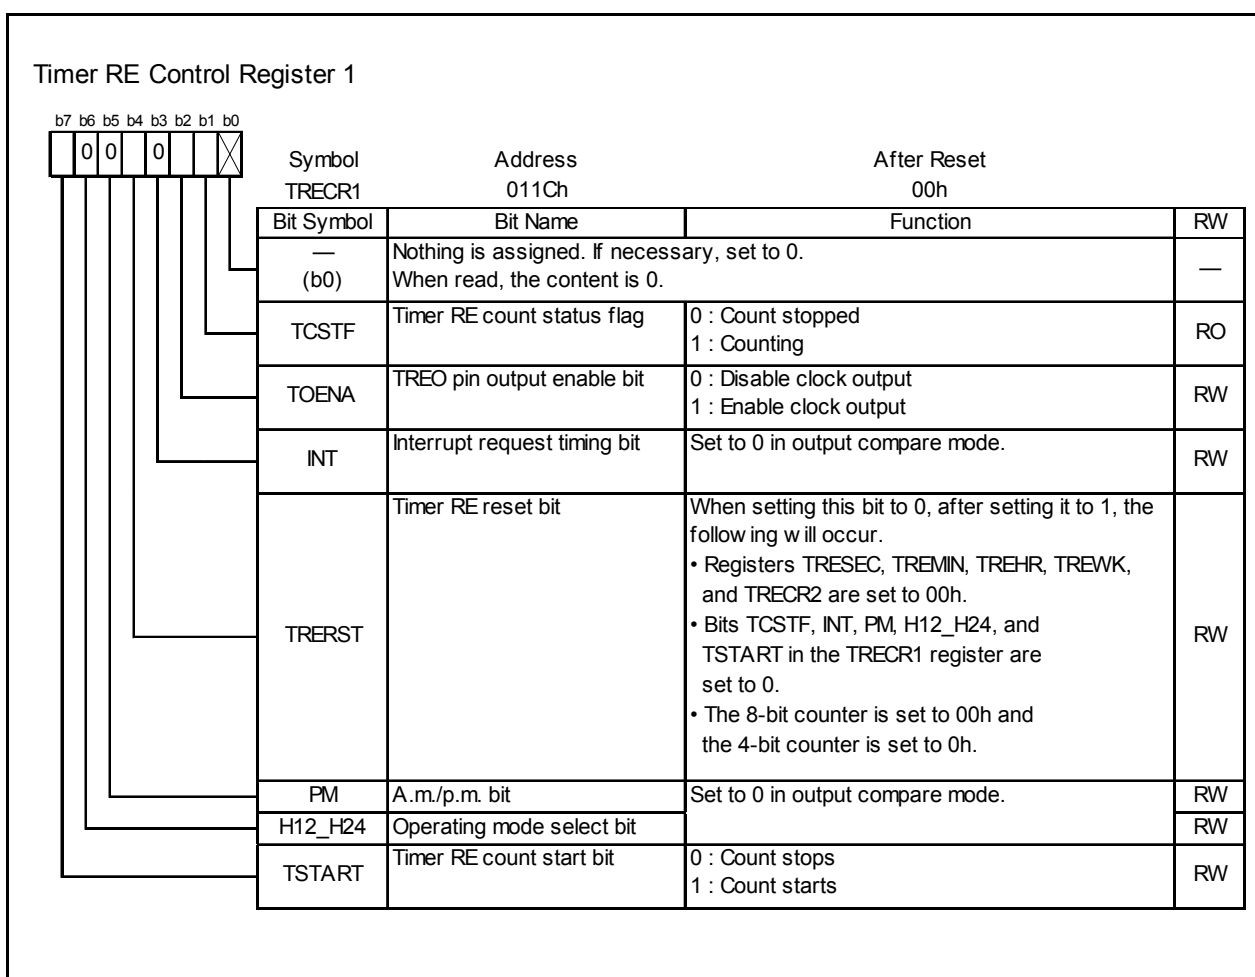 Timer RE Control Register 1
b7 b6 b5 b4 b3 b2 b1 b0
0 0 0
Symbol Address After Reset
TRECR1 011Ch 00h
Bit Symbol Bit Name Function RW
— (b0)
Nothing is assigned. If necessary, set to 0.
When read, the content is 0.
—
TCSTF
Timer RE count status flag
0 : Count stopped
1 : Counting
RO
TOENA
TREO pin output enable bit
0 : Disable clock output
1 : Enable clock output
RW
INT
Interrupt request timing bit
Set to 0 in output compare mode.
RW
TRERST
Timer RE reset bit
When setting this bit to 0, after setting it to 1, the
following will occur.
• Registers TRESEC, TREMIN, TREHR, TREWK,
and TRECR2 are set to 00h.
• Bits TCSTF, INT, PM, H12_H24, and
TSTART in the TRECR1 register are
set to 0.
• The 8-bit counter is set to 00h and
the 4-bit counter is set to 0h.
RW
PM A.m./p.m. bit Set to 0 in output compare mode. RW
H12_H24 Operating mode select bit RW
TSTART
Timer RE count start bit
0 : Count stops
1 : Count starts
RW